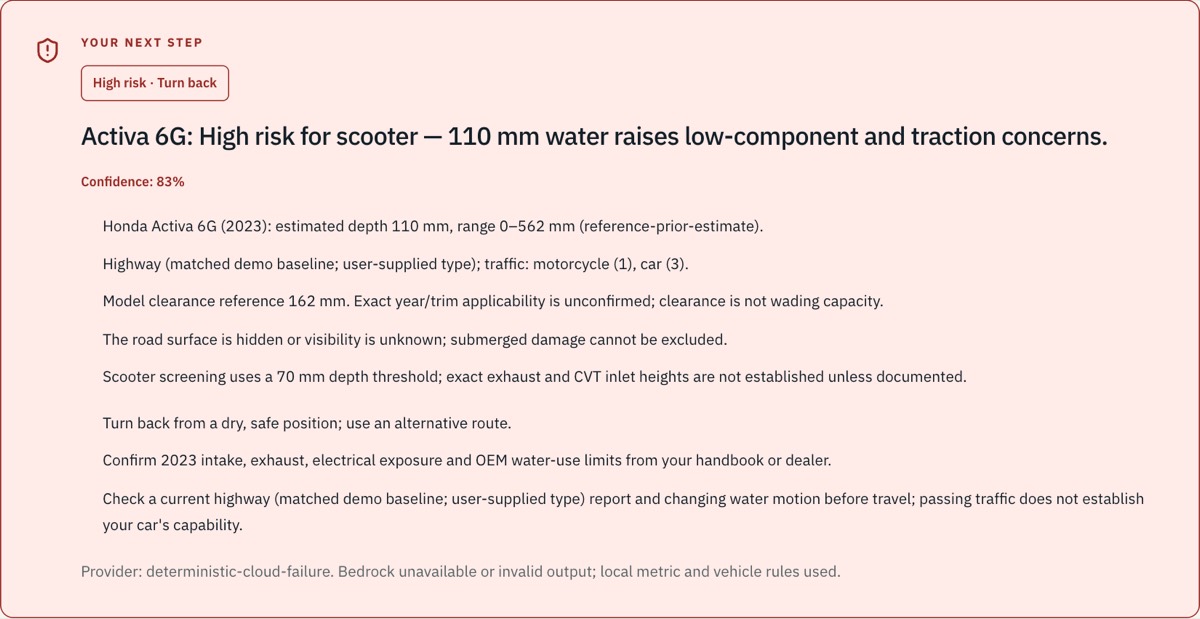 YOUR NEXT STEP
High risk · Turn back
Activa 6G: High risk for scooter — 110 mm water raises low-component and traction concerns.
Confidence: 83%
Honda Activa 6G (2023): estimated depth 110 mm, range 0–562 mm (reference-prior-estimate).
Highway (matched demo baseline; user-supplied type); traffic: motorcycle (1), car (3).
Model clearance reference 162 mm. Exact year/trim applicability is unconfirmed; clearance is not wading capacity.
The road surface is hidden or visibility is unknown; submerged damage cannot be excluded.
Scooter screening uses a 70 mm depth threshold; exact exhaust and CVT inlet heights are not established unless documented.
Turn back from a dry, safe position; use an alternative route.
Confirm 2023 intake, exhaust, electrical exposure and OEM water-use limits from your handbook or dealer.
Check a current highway (matched demo baseline; user-supplied type) report and changing water motion before travel; passing traffic does not establish
your car's capability.
Provider: deterministic-cloud-failure. Bedrock unavailable or invalid output; local metric and vehicle rules used.